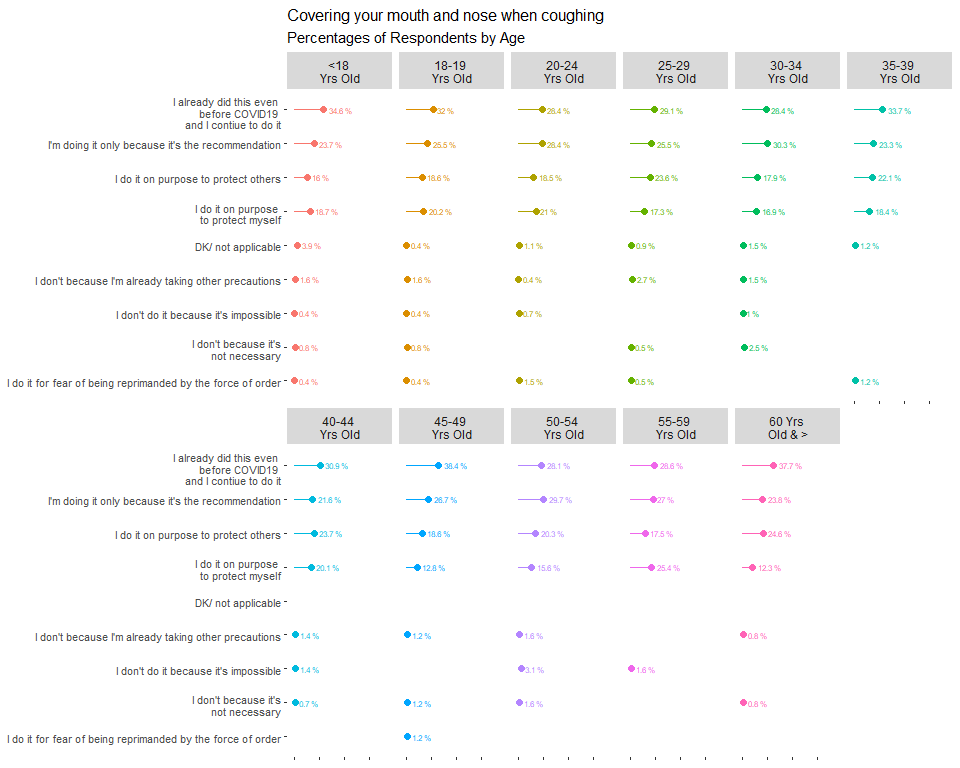 Covering your mouth and nose when coughing
Percentages of Respondents by Age
<18 Yrs Old
18-19 Yrs Old
20-24 Yrs Old
25-29 Yrs Old
30-34 Yrs Old
35-39 Yrs Old
I already did this even
before COVID19
and I contiue to do it
34.6 % 32 % 28.4 % 29.1 % 28.4 % 33.7 %
I'm doing it only because it's the recommendation
23.7 % 25.5 % 28.4 % 25.5 % 30.3 % 23.3 %
I do it on purpose to protect others
16 % 18.6 % 18.5 % 23.6 % 17.9 % 22.1 %
I do it on purpose
to protect myself
18.7 % 20.2 % 21 % 17.3 % 16.9 % 18.4 %
DK/ not applicable
3.9 % 0.4 % 1.1 % 0.9 % 1.5 % 1.2 %
I don't because I'm already taking other precautions
1.6 % 1.6 % 0.4 % 2.7 % 1.5 %
I don't do it because it's impossible
0.4 % 0.4 % 0.7 % 1 %
I don't because it's
not necessary
0.8 % 0.8 % 0.5 % 2.5 %
I do it for fear of being reprimanded by the force of order
0.4 % 0.4 % 1.5 % 0.5 % 1.2 %
40-44 Yrs Old
45-49 Yrs Old
50-54 Yrs Old
55-59 Yrs Old
60 Yrs Old & >
I already did this even
before COVID19
and I contiue to do it
30.9 % 38.4 % 28.1 % 28.6 % 37.7 %
I'm doing it only because it's the recommendation
21.6 % 26.7 % 29.7 % 27 % 23.8 %
I do it on purpose to protect others
23.7 % 18.6 % 20.3 % 17.5 % 24.6 %
I do it on purpose
to protect myself
20.1 % 12.8 % 15.6 % 25.4 % 12.3 %
DK/ not applicable
I don't because I'm already taking other precautions
1.4 % 1.2 % 1.6 % 0.8 %
I don't do it because it's impossible
1.4 % 3.1 % 1.6 %
I don't because it's
not necessary
0.7 % 1.2 % 1.6 % 0.8 %
I do it for fear of being reprimanded by the force of order
1.2 %